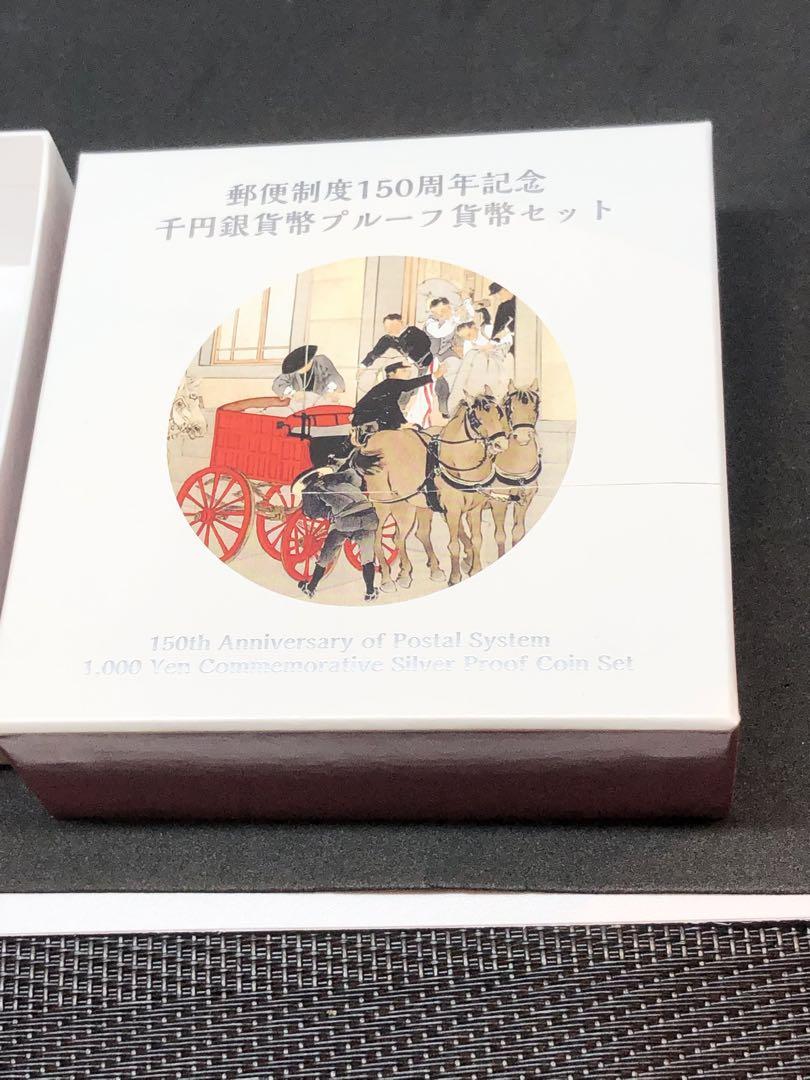 郵便制度150周年記念
千円銀貨幣プルーフ貨幣セット
150th Anniversary of Postal System
1,000 Yen Commemorative Silver Proof Coin Set